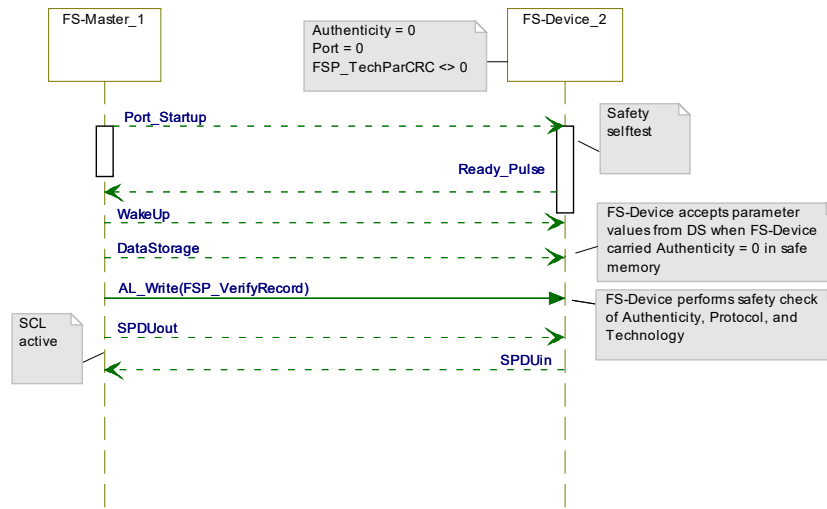 FS-Master_1
Authenticity = 0
Port = 0
FSP_TechParCRC <> 0
FS-Device_2
Port_Startup
Safety
selftest
Ready_Pulse
WakeUp
FS-Device accepts parameter
values from DS when FS-Device
carried Authenticity = 0 in safe
memory
DataStorage
AL_Write(FSP_VerifyRecord)
FS-Device performs safety check
of Authenticity, Protocol, and
Technology
SCL
active
SPDUout
SPDUin